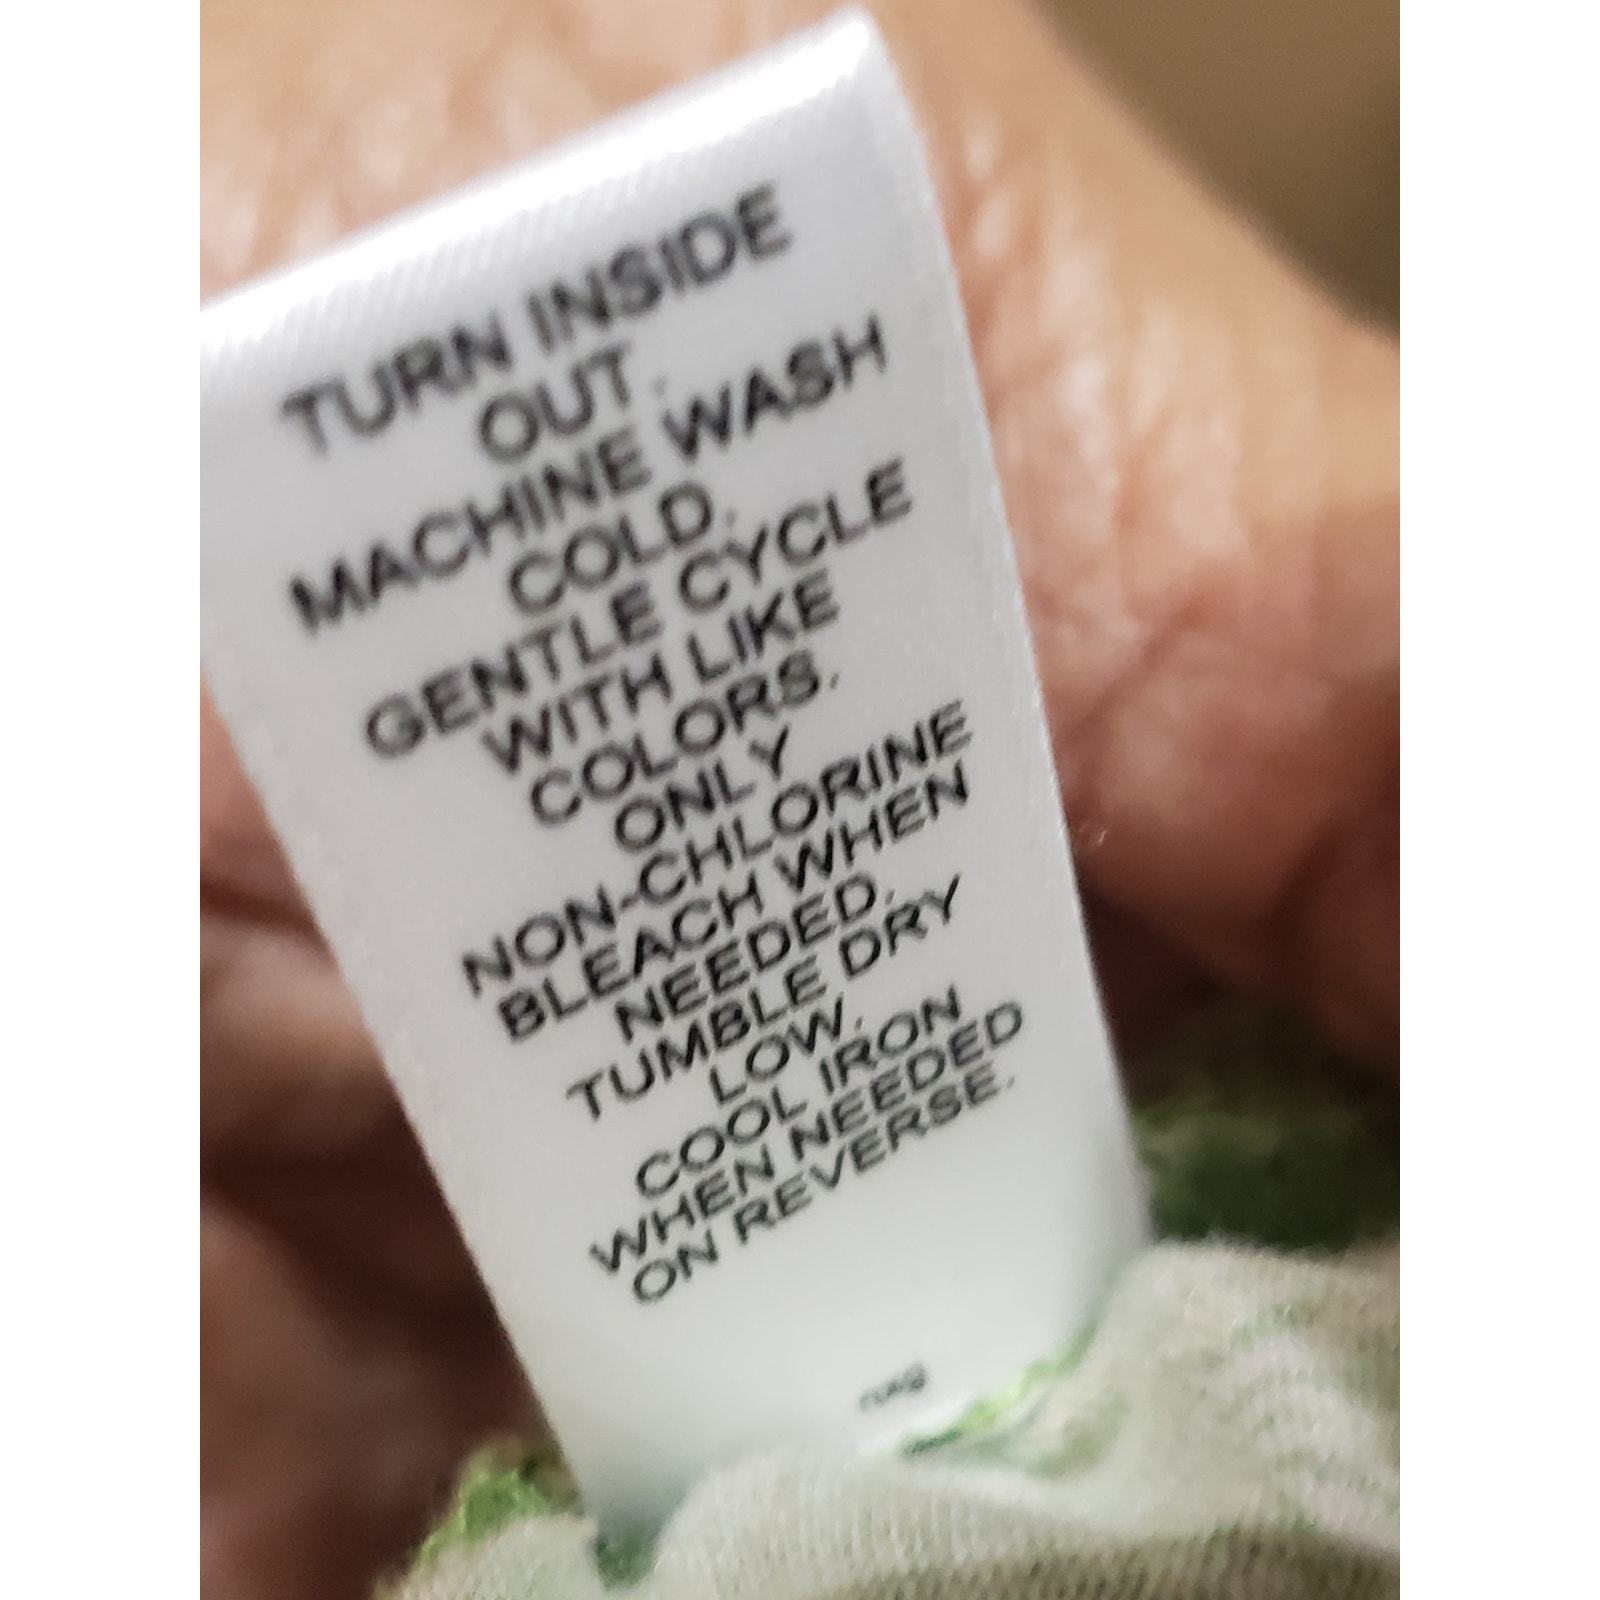 TURN INSIDE
OUT.
MACHINE WASH
COLD.
GENTLE CYCLE
WITH LIKE
COLORS.
ONLY
NON-CHLORINE
BLEACH WHEN
NEEDED.
TUMBLE DRY
LOW.
COOL IRON
WHEN NEEDED
ON REVERSE.